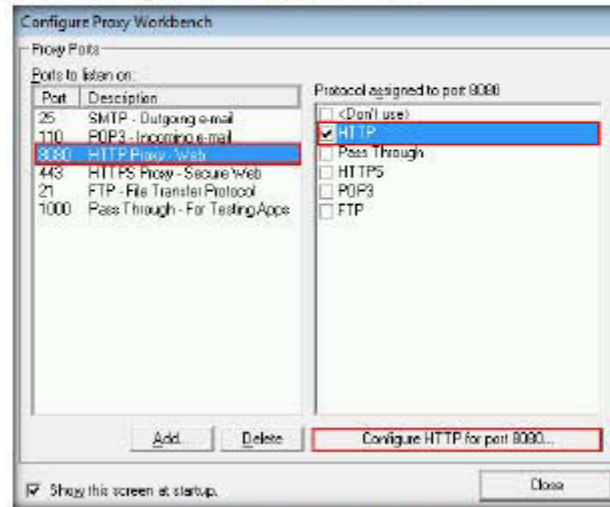 Configure Proxy Workbench
Proxy Ports
Ports to listen on:
Port Description
25 SMTP - Outgoing e-mail
110 POP3 - Incoming e-mail
8080 HTTP Proxy - Web
443 HTTPS Proxy - Secure Web
21 FTP - File Transfer Protocol
1000 Pass Through - For Testing Apps
Protocol assigned to port 8080
<Don't use>
HTTP
Pass Through
HTTPS
POP3
FTP
Add...
Delete
Configure HTTP for port 8080...
Show this screen at startup.
Close